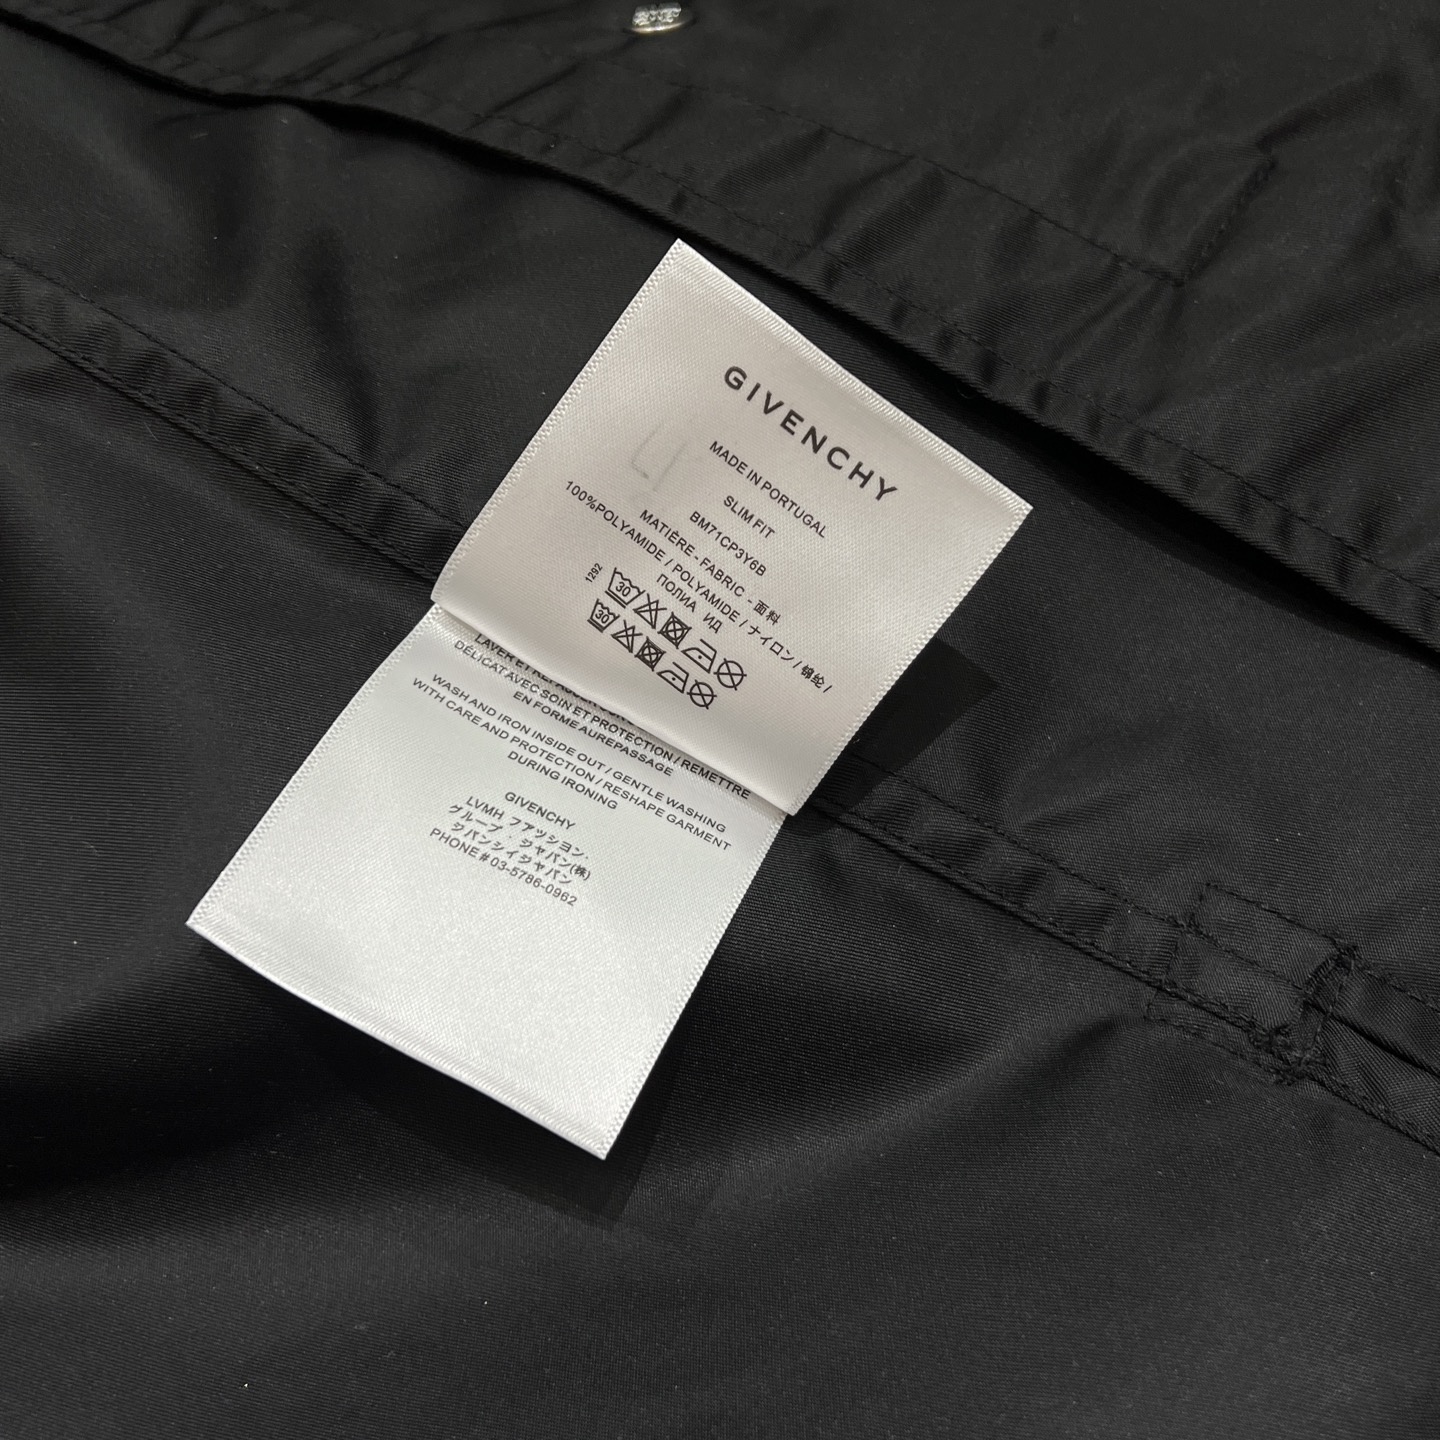 GIVENCHY
MADE IN PORTUGAL
SLIM FIT
BM71CP3Y6B
MATIÈRE - FABRIC - 面料
100%POLYAMIDE / POLYAMIDE / ナイロン / 锦纶 /
ПОЛИА ИД
1292
30
30
LAVER ET
DÉLICAT AVEC SOIN ET PROTECTION / REMETTRE
EN FORME AUREPASSAGE
WASH AND IRON INSIDE OUT / GENTLE WASHING
WITH CARE AND PROTECTION / RESHAPE GARMENT
DURING IRONING
GIVENCHY
LVMH ファッション.
グループ・ジャパン(株)
ジバンシイジャパン
PHONE # 03-5786-0962